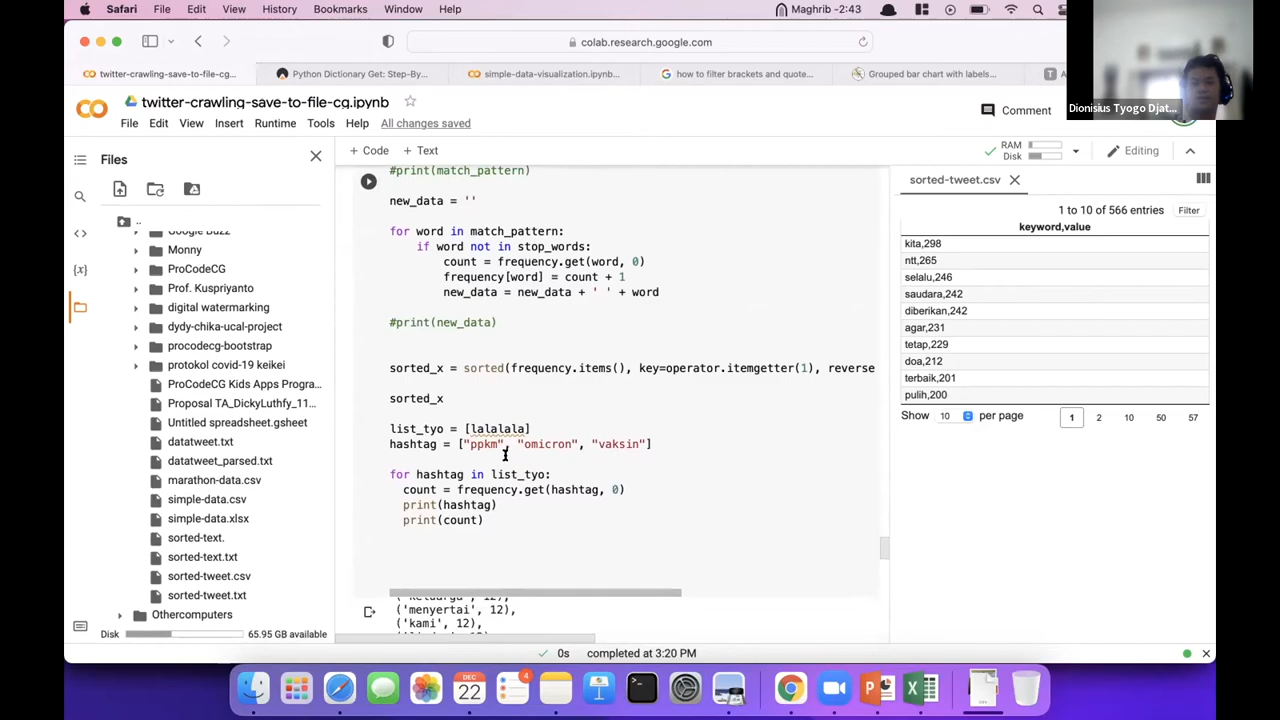 Safari File Edit View History Bookmarks Window Help Maghrib -2:43
colab.research.google.com
twitter-crawling-save-to-file-cg... Python Dictionary Get: Step-By... simple-data-visualization.ipynb... how to filter brackets and quote... Grouped bar chart with labels...
Dionisius Tyogo Djat...
twitter-crawling-save-to-file-cg.ipynb
File Edit View Insert Runtime Tools Help All changes saved
Comment
Files
+ Code + Text
RAM
Disk
Editing
..
Google Buzz
Monny
ProCodeCG
Prof. Kuspriyanto
digital watermarking
dydy-chika-ucal-project
procodecg-bootstrap
protokol covid-19 keikei
ProCodeCG Kids Apps Progra...
Proposal TA_DickyLuthfy_11...
Untitled spreadsheet.gsheet
datatweet.txt
datatweet_parsed.txt
marathon-data.csv
simple-data.csv
simple-data.xlsx
sorted-text.
sorted-text.txt
sorted-tweet.csv
sorted-tweet.txt
Othercomputers
Disk 65.95 GB available
#print(match_pattern)
new_data = ''
for word in match_pattern:
if word not in stop_words:
count = frequency.get(word, 0)
frequency[word] = count + 1
new_data = new_data + ' ' + word
#print(new_data)
sorted_x = sorted(frequency.items(), key=operator.itemgetter(1), reverse
sorted_x
list_tyo = [lalalala]
hashtag = ["ppkm", "omicron", "vaksin"]
for hashtag in list_tyo:
count = frequency.get(hashtag, 0)
print(hashtag)
print(count)
('keluarga', 12),
('menyertai', 12),
('kami', 12),
sorted-tweet.csv
1 to 10 of 566 entries Filter
keyword,value
kita,298
ntt,265
selalu,246
saudara,242
diberikan,242
agar,231
tetap,229
doa,212
terbaik,201
pulih,200
Show 10 per page 1 2 10 50 57
0s completed at 3:20 PM
DEC
22
4